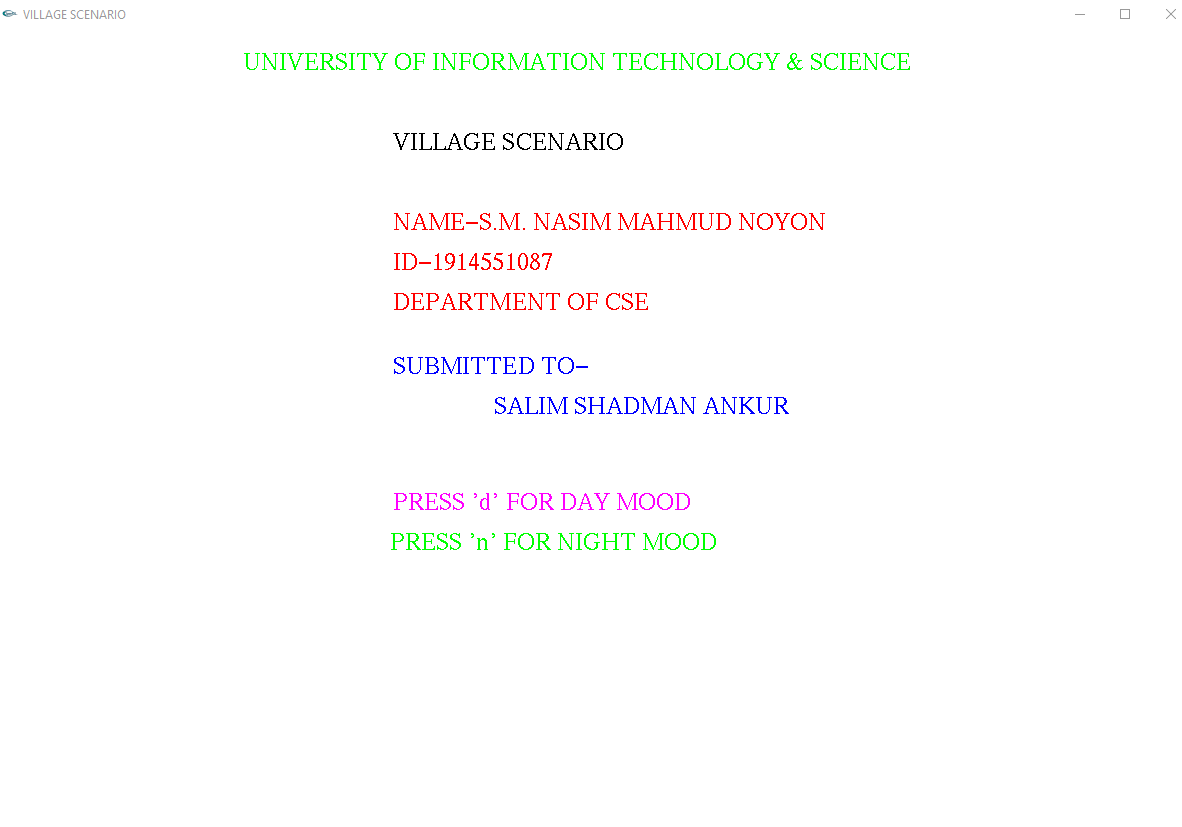 VILLAGE SCENARIO
UNIVERSITY OF INFORMATION TECHNOLOGY & SCIENCE
VILLAGE SCENARIO
NAME-S.M. NASIM MAHMUD NOYON
ID-1914551087
DEPARTMENT OF CSE
SUBMITTED TO-
SALIM SHADMAN ANKUR
PRESS 'd' FOR DAY MOOD
PRESS 'n' FOR NIGHT MOOD